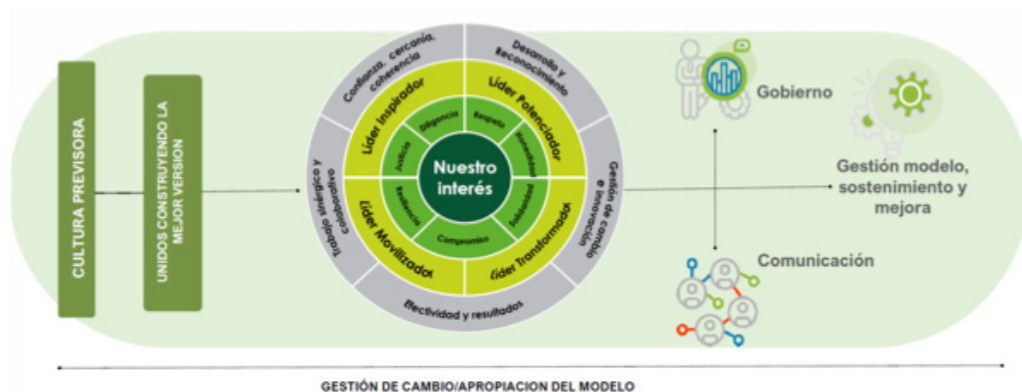 CULTURA PREVISORA
UNIDOS CONSTRUYENDO LA
MEJOR VERSION
Confianza, cercanía,
coherencia
Desarrollo y
Reconocimiento
Gestión de cambio
e innovación
Efectividad y resultados
Trabajo sinérgico y
colaborativo
Líder Inspirador
Líder Potenciador
Líder Transformador
Líder Movilizador
Diligencia
Respeto
Honestidad
Solidaridad
Compromiso
Resiliencia
Justicia
Nuestro
interés
Gobierno
Comunicación
Gestión modelo,
sostenimiento y
mejora
GESTIÓN DE CAMBIO/APROPIACION DEL MODELO